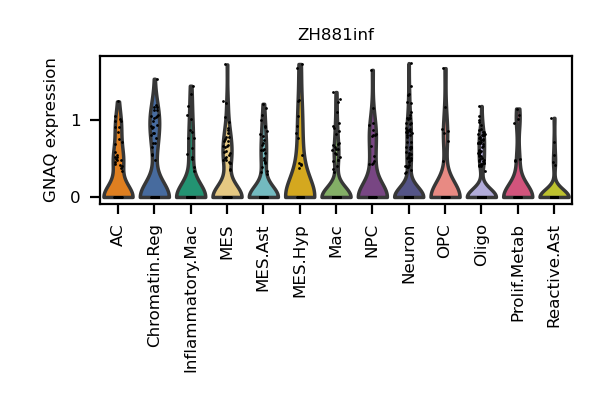 ZH881inf
GNAQ expression
1
0
AC
Chromatin.Reg
Inflammatory.Mac
MES
MES.Ast
MES.Hyp
Mac
NPC
Neuron
OPC
Oligo
Prolif.Metab
Reactive.Ast